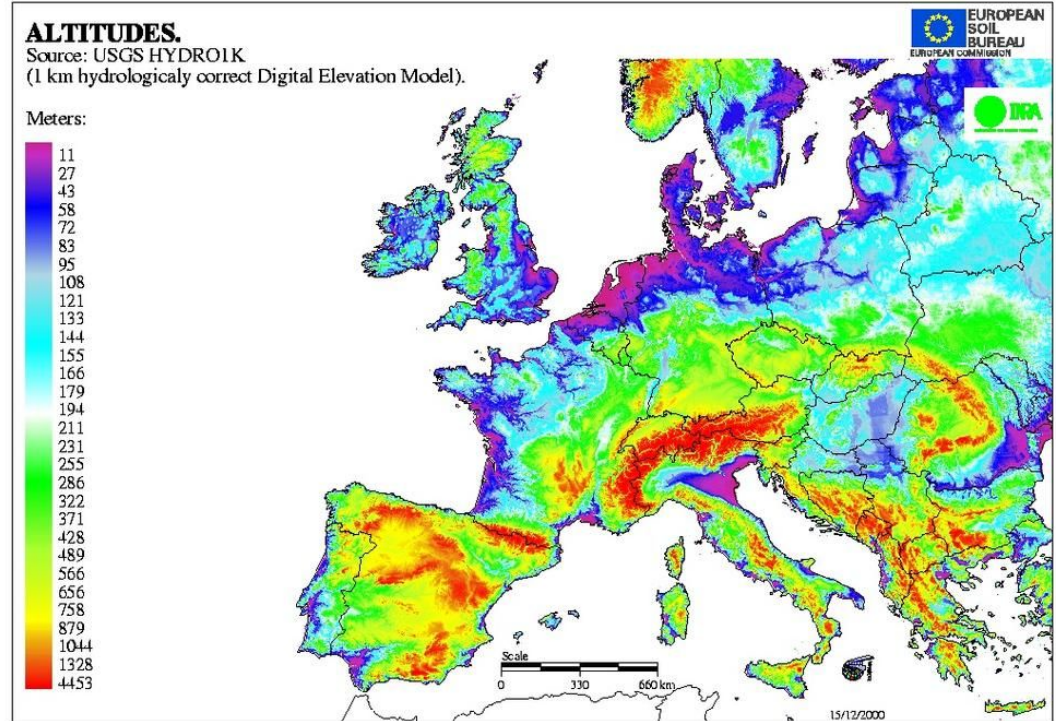 ALTITUDES.
Source: USGS HYDRO1K
(1 km hydrologicaly correct Digital Elevation Model).
EUROPEAN
SOIL
BUREAU
EUROPEAN COMMISSION
INRA
Meters:
11
27
43
58
72
83
95
108
121
133
144
155
166
179
194
211
231
255
286
322
371
428
489
566
656
758
879
1044
1328
4453
Scale
0 330 660 km
15/12/2000